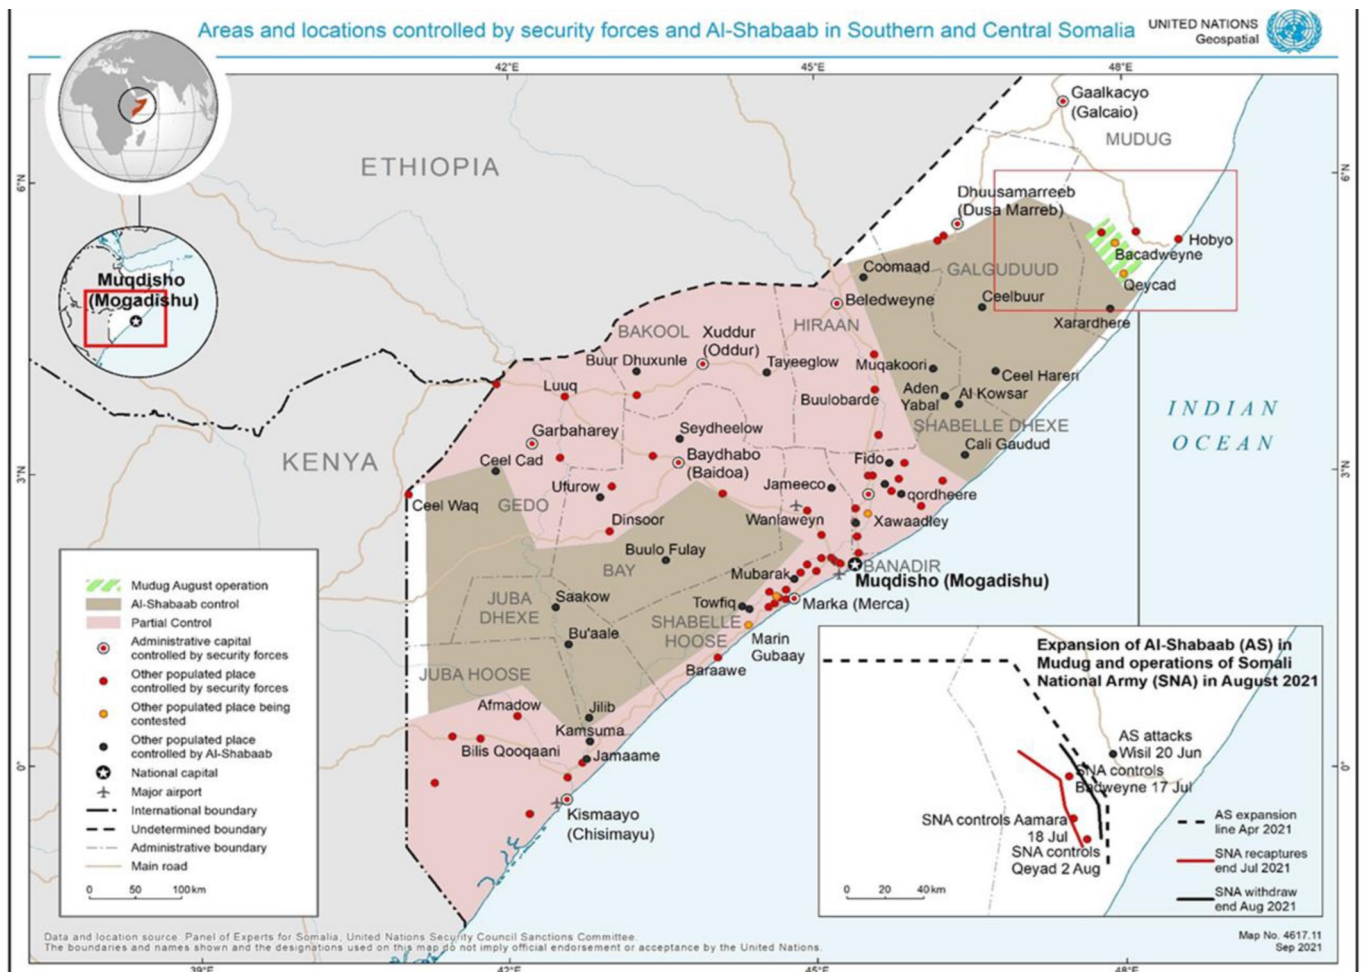 Areas and locations controlled by security forces and Al-Shabaab in Southern and Central Somalia
UNITED NATIONS
Geospatial
42°E
45°E
48°E
6°N
6°N
3°N
3°N
0°
0°
39°E
42°E
45°E
48°E
ETHIOPIA
KENYA
INDIAN
OCEAN
Muqdisho
(Mogadishu)
Gaalkacyo
(Galcaio)
MUDUG
Dhuusamarreeb
(Dusa Marreb)
Hobyo
Bacadweyne
Qeycad
Coomaad
GALGUDUUD
Ceelbuur
Xarardhere
Beledweyne
HIRAAN
BAKOOL
Xuddur
(Oddur)
Buur Dhuxunle
Tayeeglow
Muqakoori
Ceel Hareri
Luuq
Buulobarde
Aden
Yabal
Al Kowsar
SHABELLE DHEXE
Garbaharey
Seydheelow
Cali Gaudud
Ceel Cad
Baydhabo
(Baidoa)
Fido
Ufurow
Jameeco
qordheere
Ceel Waq
GEDO
Dinsoor
Wanlaweyn
Xawaadley
Buulo Fulay
BAY
BANADIR
Muqdisho (Mogadishu)
Mubarak
JUBA
DHEXE
Saakow
Towfiq
Marka (Merca)
SHABELLE
HOOSE
Bu'aale
Marin
Gubaay
JUBA HOOSE
Baraawe
Afmadow
Jilib
Kamsuma
Bilis Qooqaani
Jamaame
Kismaayo
(Chisimayu)
Mudug August operation
Al-Shabaab control
Partial Control
Administrative capital
controlled by security forces
Other populated place
controlled by security forces
Other populated place being
contested
Other populated place
controlled by Al-Shabaab
National capital
Major airport
International boundary
Undetermined boundary
Administrative boundary
Main road
0 50 100 km
Expansion of Al-Shabaab (AS) in
Mudug and operations of Somali
National Army (SNA) in August 2021
AS attacks
Wisil 20 Jun
SNA controls
Badweyne 17 Jul
SNA controls Aamara
18 Jul
SNA controls
Qeyad 2 Aug
AS expansion
line Apr 2021
SNA recaptures
end Jul 2021
SNA withdraw
end Aug 2021
0 20 40 km
Data and location source: Panel of Experts for Somalia, United Nations Security Council Sanctions Committee.
The boundaries and names shown and the designations used on this map do not imply official endorsement or acceptance by the United Nations.
Map No. 4617.11
Sep 2021